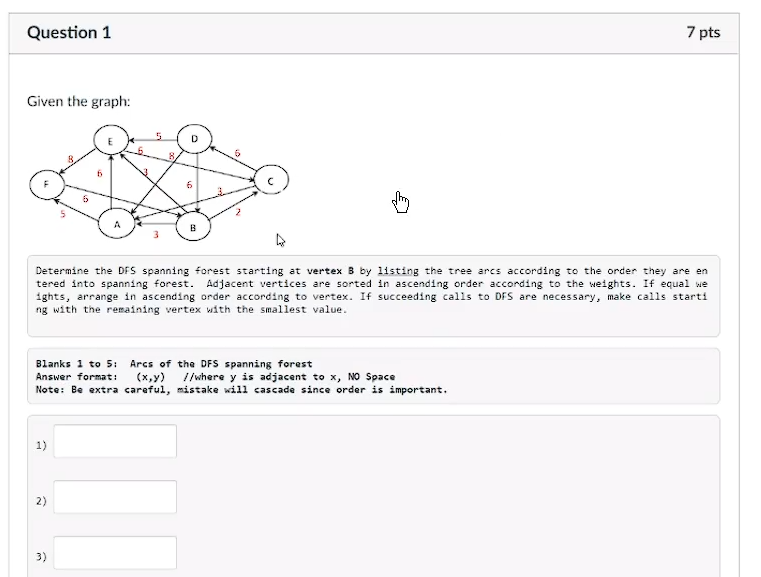 Question 1
7 pts
Given the graph:
5
E
D
6
8
6
8
6
3
C
F
6
3
6
5
2
A
B
3
Determine the DFS spanning forest starting at vertex B by listing the tree arcs according to the order they are en
tered into spanning forest. Adjacent vertices are sorted in ascending order according to the weights. If equal we
ights, arrange in ascending order according to vertex. If succeeding calls to DFS are necessary, make calls starti
ng with the remaining vertex with the smallest value.
Blanks 1 to 5: Arcs of the DFS spanning forest
Answer format: (x,y) //where y is adjacent to x, NO Space
Note: Be extra careful, mistake will cascade since order is important.
1)
2)
3)